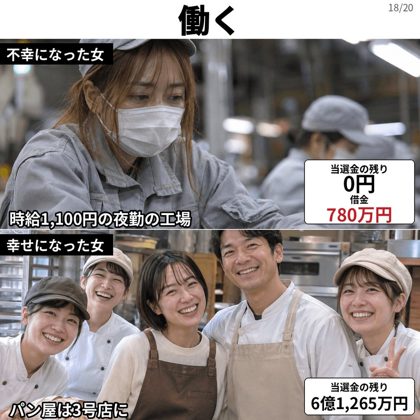 働く
18/20
不幸になった女
当選金の残り
0円
借金
780万円
時給1,100円の夜勤の工場
幸せになった女
当選金の残り
6億1,265万円
パン屋は3号店に